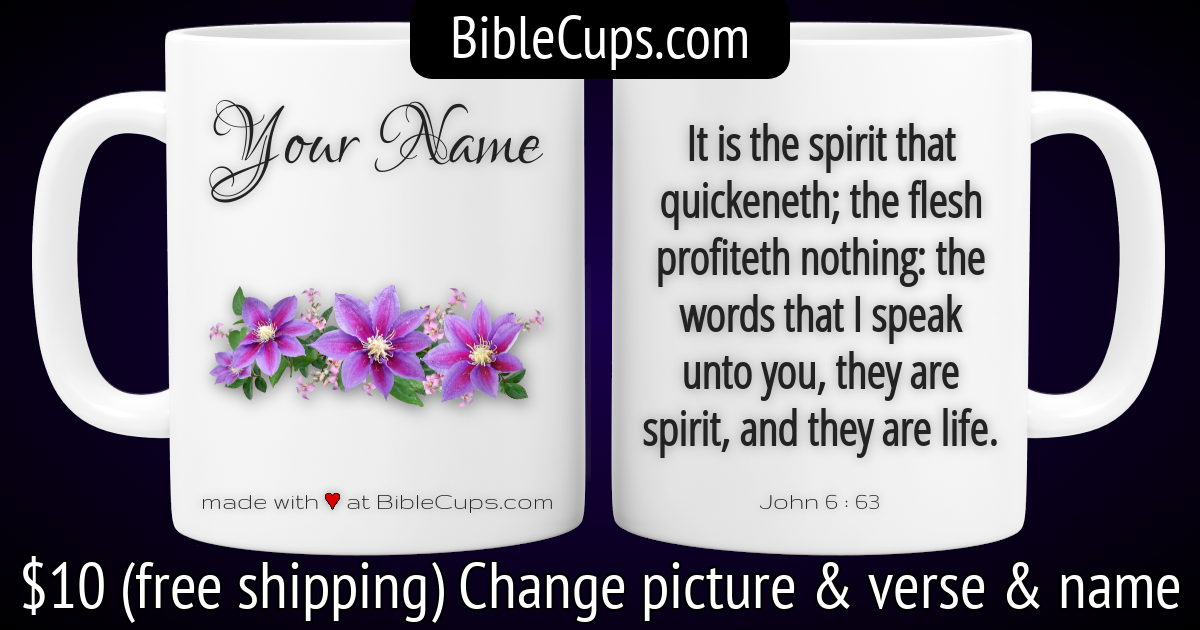 BibleCups.com
Your Name
made with ♥ at BibleCups.com
It is the spirit that
quickeneth; the flesh
profiteth nothing: the
words that I speak
unto you, they are
spirit, and they are life.
John 6 : 63
$10 (free shipping) Change picture & verse & name